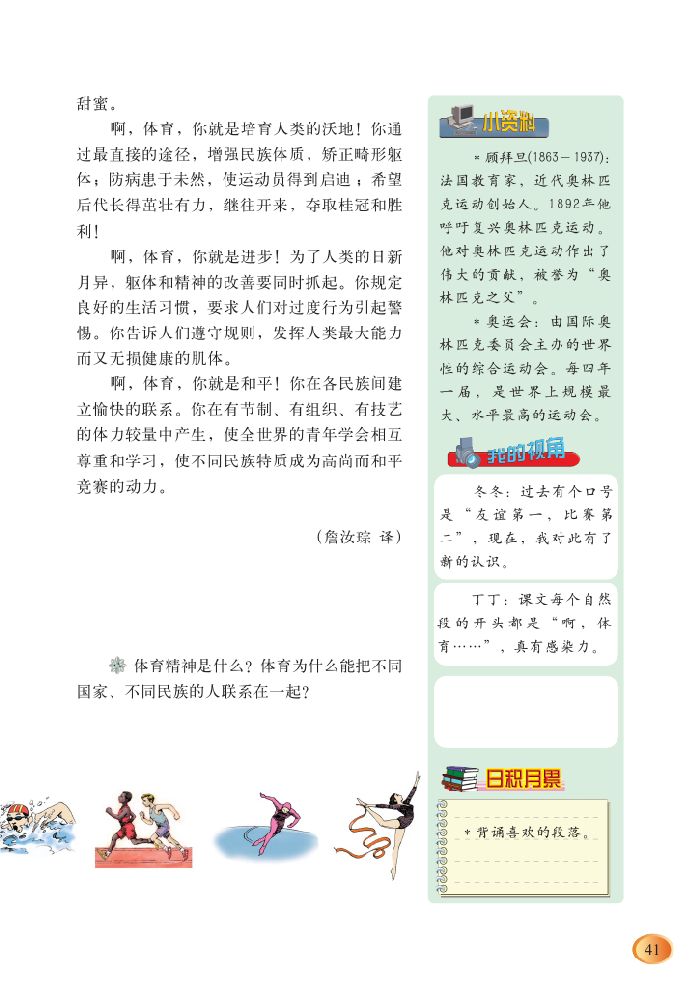 甜蜜。
啊，体育，你就是培育人类的沃地！你通
过最直接的途径，增强民族体质、矫正畸形躯
体；防病患于未然，使运动员得到启迪；希望
后代长得茁壮有力，继往开来，夺取桂冠和胜
利！
啊，体育，你就是进步！为了人类的日新
月异、躯体和精神的改善要同时抓起。你规定
良好的生活习惯，要求人们对过度行为引起警
惕。你告诉人们遵守规则，发挥人类最大能力
而又无损健康的肌体。
啊，体育，你就是和平！你在各民族间建
立愉快的联系。你在有节制、有组织、有技艺
的体力较量中产生，使全世界的青年学会相互
尊重和学习，使不同民族特质成为高尚而和平
竞赛的动力。
（詹汝琮 译）
体育精神是什么？体育为什么能把不同
国家、不同民族的人联系在一起？
小资料
* 顾拜旦(1863－1937)：
法国教育家，近代奥林匹
克运动创始人。1892年他
呼吁复兴奥林匹克运动。
他对奥林匹克运动作出了
伟大的贡献，被誉为“奥
林匹克之父”。
* 奥运会：由国际奥
林匹克委员会主办的世界
性的综合运动会。每四年
一届，是世界上规模最
大、水平最高的运动会。
我的视角
冬冬：过去有个口号
是“友谊第一，比赛第
二”，现在，我对此有了
新的认识。
丁丁：课文每个自然
段的开头都是“啊，体
育……”，真有感染力。
日积月累
* 背诵喜欢的段落。
41